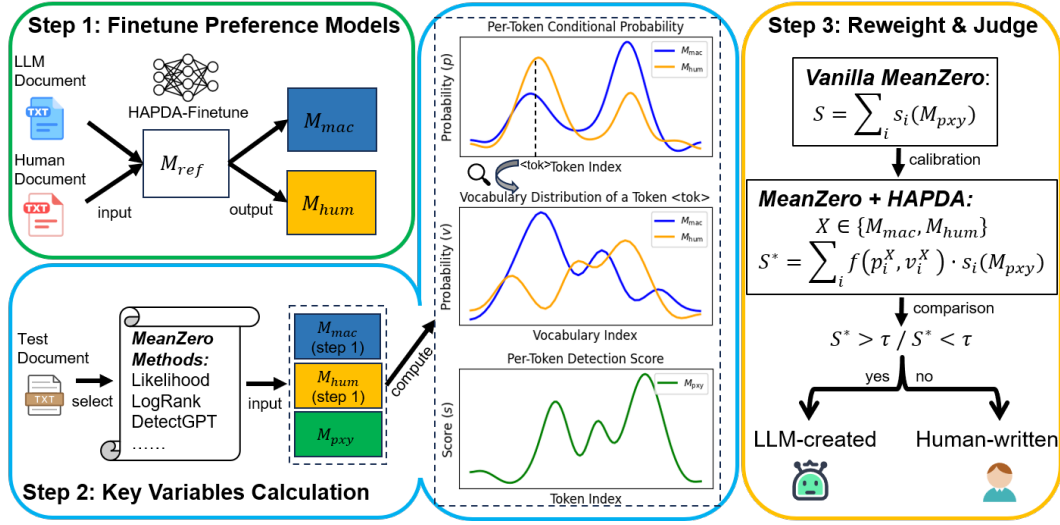 Step 1: Finetune Preference Models
LLM
Document
TXT
HAPDA-Finetune
Human
Document
TXT
input
M_ref
output
M_mac
M_hum
Test
Document
TXT
select
MeanZero
Methods:
Likelihood
LogRank
DetectGPT
......
input
M_mac
(step 1)
M_hum
(step 1)
M_pxy
compute
Step 2: Key Variables Calculation
Per-Token Conditional Probability
Probability (p)
M_mac
M_hum
<tok>
Token Index
Vocabulary Distribution of a Token <tok>
Probability (v)
M_mac
M_hum
Vocabulary Index
Per-Token Detection Score
Score (s)
M_pxy
Token Index
Step 3: Reweight & Judge
Vanilla MeanZero:
S = ∑_i s_i(M_pxy)
calibration
MeanZero + HAPDA:
X ∈ {M_mac, M_hum}
S* = ∑_i f(p_i^X, v_i^X) · s_i(M_pxy)
comparison
S* > τ / S* < τ
yes no
LLM-created
Human-written